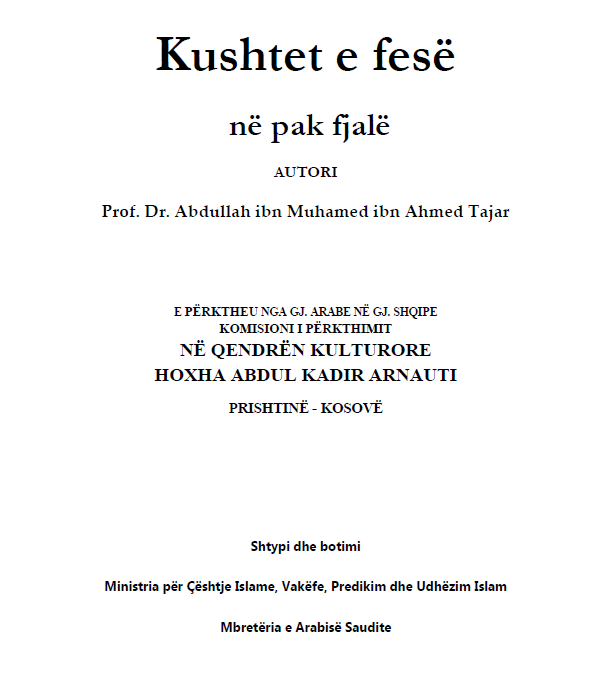 Kushtet e fesë
në pak fjalë
AUTORI
Prof. Dr. Abdullah ibn Muhamed ibn Ahmed Tajar
E PËRKTHEU NGA GJ. ARABE NË GJ. SHQIPE
KOMISIONI I PËRKTHIMIT
NË QENDRËN KULTURORE
HOXHA ABDUL KADIR ARNAUTI
PRISHTINË - KOSOVË
Shtypi dhe botimi
Ministria për Çështje Islame, Vakëfe, Predikim dhe Udhëzim Islam
Mbretëria e Arabisë Saudite